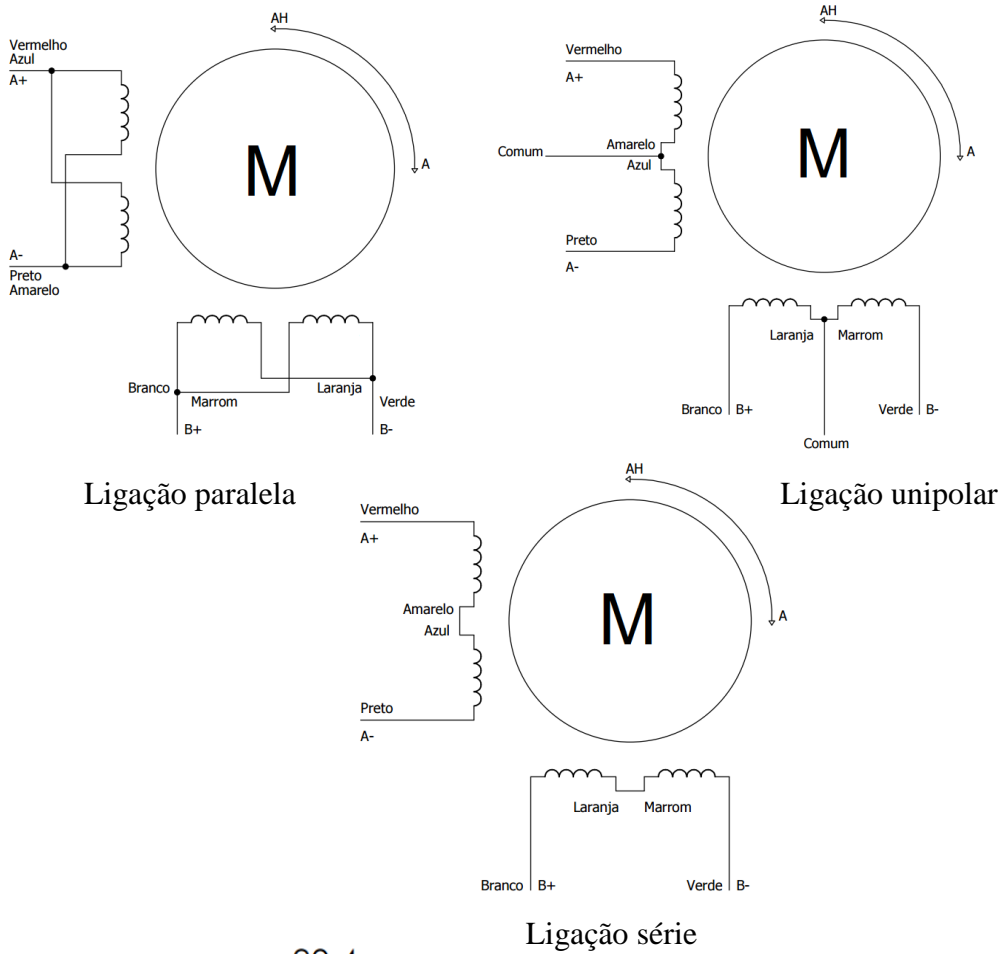 AH
Vermelho
Azul
A+
M
A
A-
Preto
Amarelo
Branco
Marrom
Laranja
Verde
B+
B-
Ligação paralela
AH
Vermelho
A+
Comum
Amarelo
Azul
M
A
Preto
A-
Laranja
Marrom
Branco
B+
Verde
B-
Comum
Ligação unipolar
AH
Vermelho
A+
Amarelo
Azul
M
A
Preto
A-
Laranja
Marrom
Branco
B+
Verde
B-
Ligação série